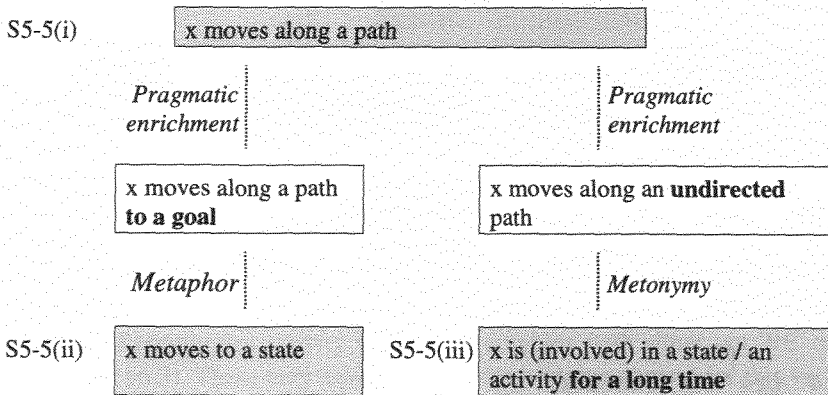 S5-5(i) x moves along a path
Pragmatic enrichment
Pragmatic enrichment
x moves along a path
to a goal
x moves along an undirected
path
Metaphor
Metonymy
S5-5(ii) x moves to a state
S5-5(iii) x is (involved) in a state / an
activity for a long time